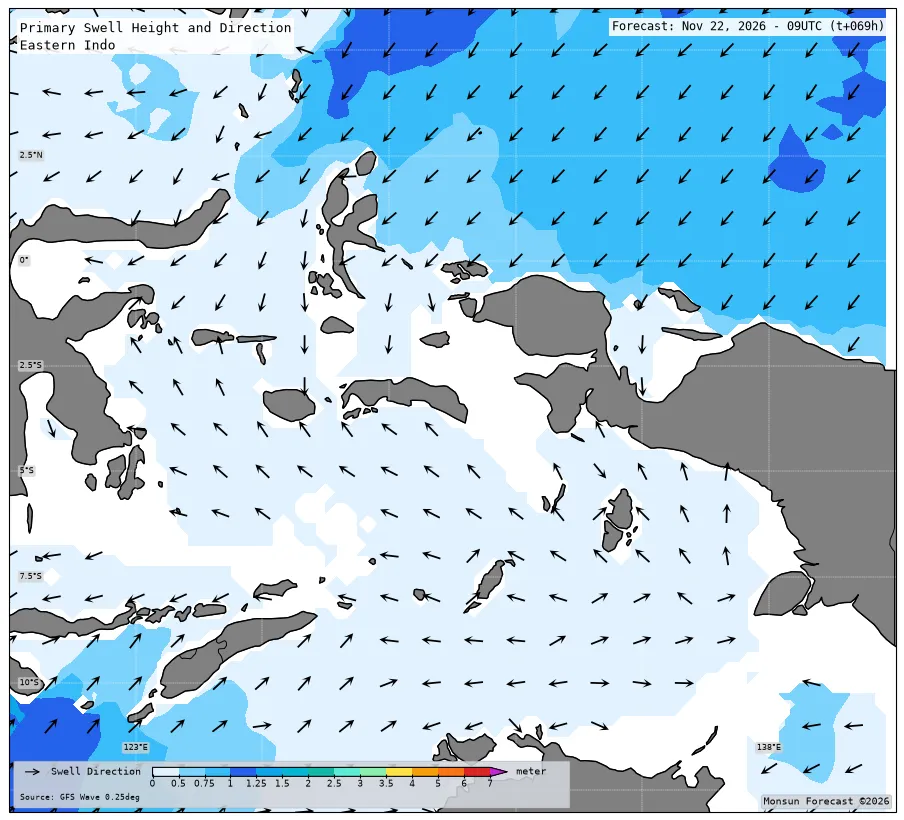 Primary Swell Height and Direction
Eastern Indo
Forecast: Nov 22, 2026 - 09UTC (t+069h)
2.5°N
0°
2.5°S
5°S
7.5°S
10°S
123°E
138°E
Swell Direction
0 0.5 0.75 1 1.25 1.5 2 2.5 3 3.5 4 5 6 7
meter
Source: GFS Wave 0.25deg
Monsun Forecast ©2026